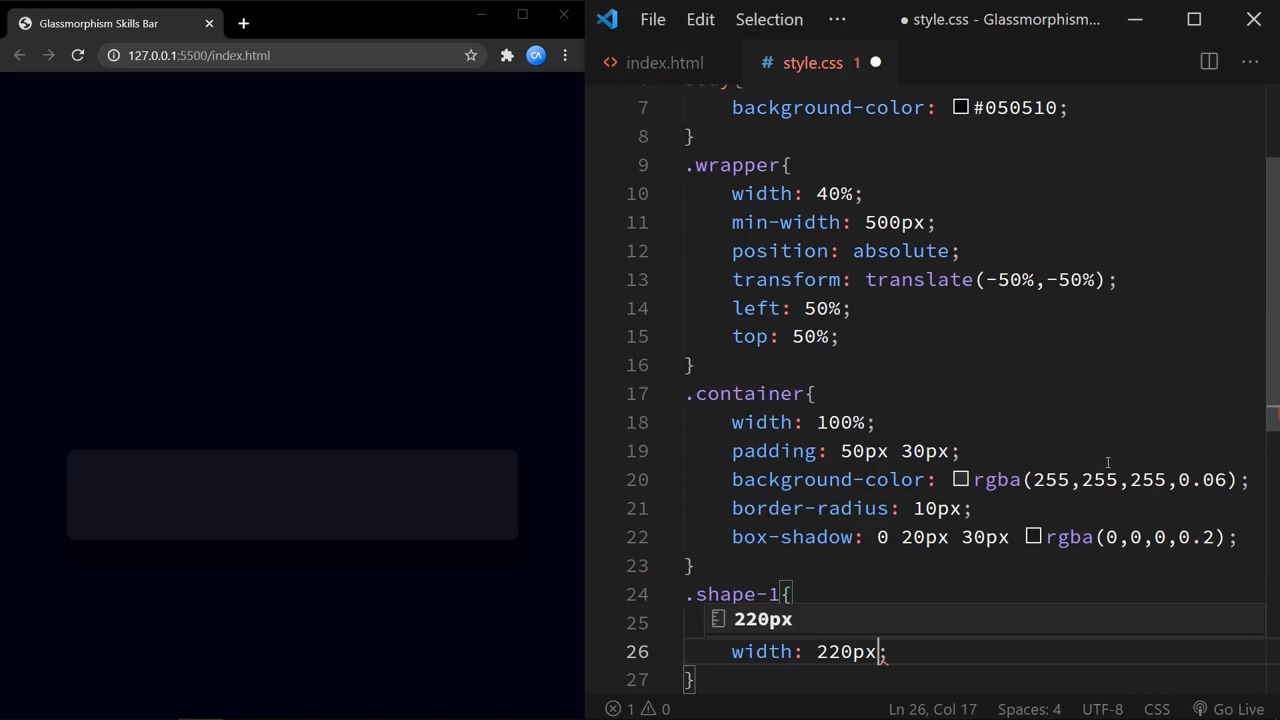 Glassmorphism Skills Bar
127.0.0.1:5500/index.html
File Edit Selection ··· style.css - Glassmorphism...
index.html
# style.css 1
7 background-color: #050510;
8 }
9 .wrapper{
10 width: 40%;
11 min-width: 500px;
12 position: absolute;
13 transform: translate(-50%,-50%);
14 left: 50%;
15 top: 50%;
16 }
17 .container{
18 width: 100%;
19 padding: 50px 30px;
20 background-color: rgba(255,255,255,0.06);
21 border-radius: 10px;
22 box-shadow: 0 20px 30px rgba(0,0,0,0.2);
23 }
24 .shape-1{
25 220px
26 width: 220px;
27 }
1 0 Ln 26, Col 17 Spaces: 4 UTF-8 CSS Go Live